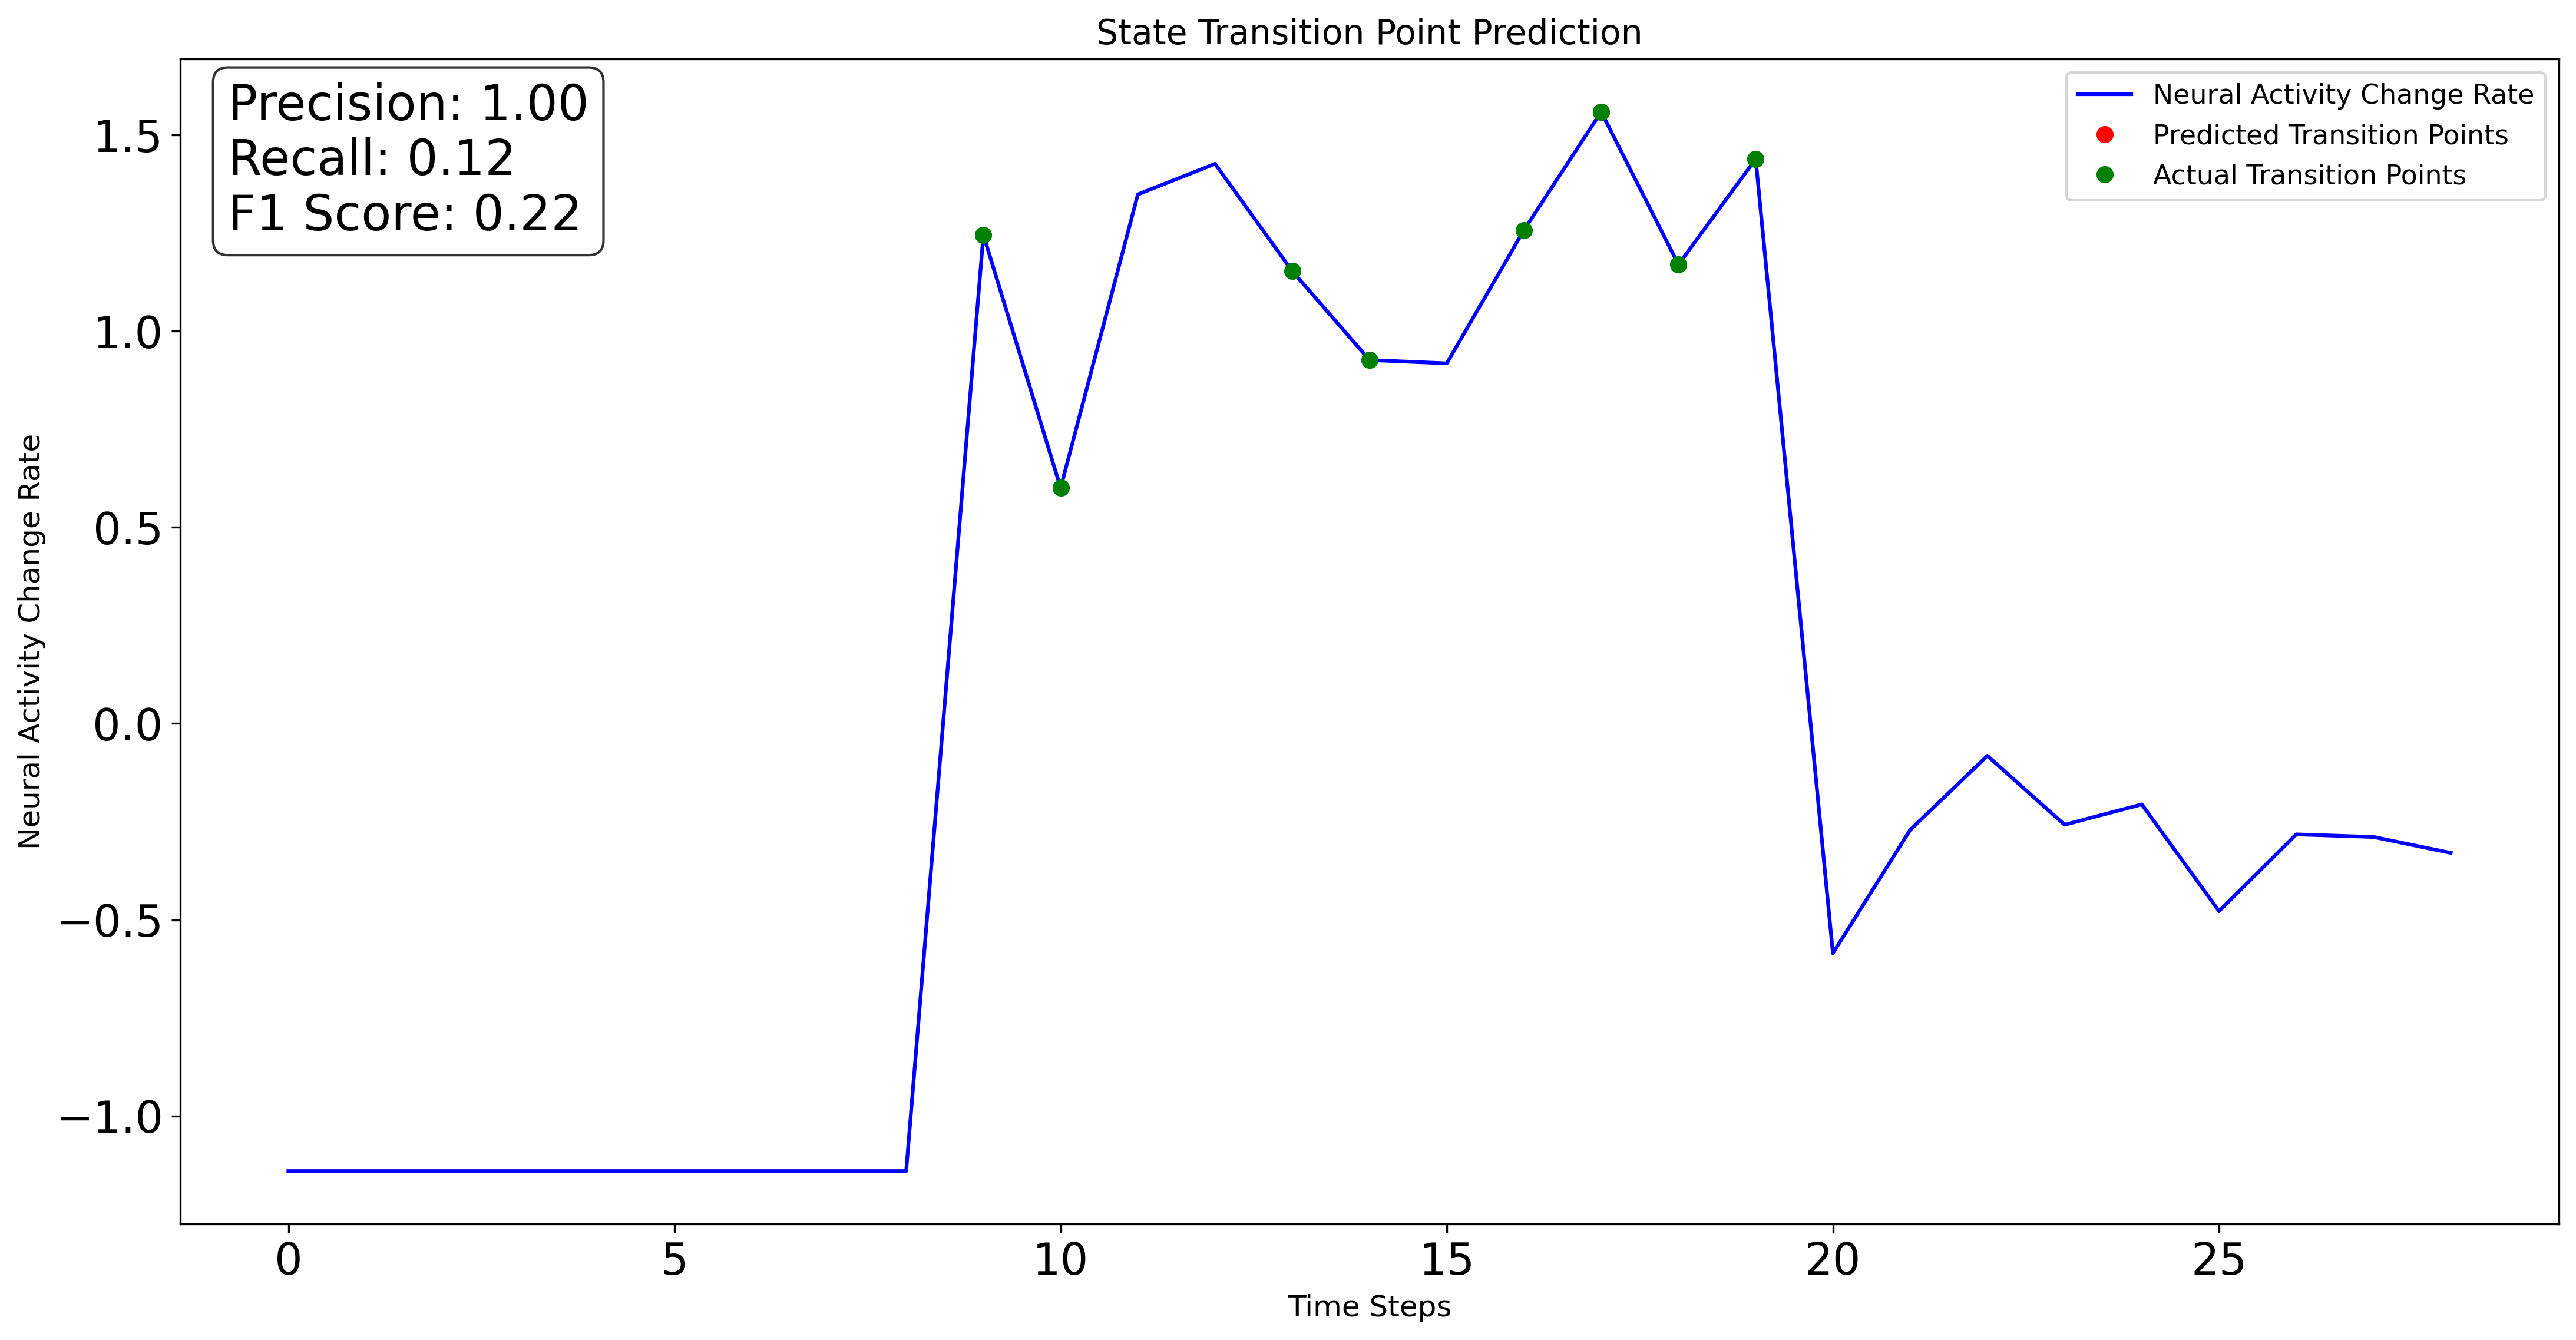 State Transition Point Prediction
Precision: 1.00
Recall: 0.12
F1 Score: 0.22
Neural Activity Change Rate
Predicted Transition Points
Actual Transition Points
Neural Activity Change Rate
1.5
1.0
0.5
0.0
−0.5
−1.0
0 5 10 15 20 25
Time Steps